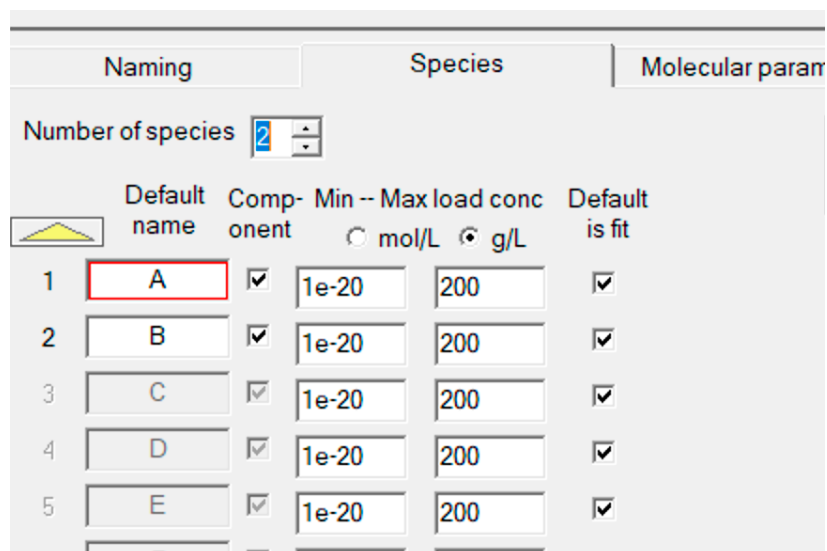 Naming Species Molecular param
Number of species 2
Default Comp- Min -- Max load conc Default
name onent mol/L g/L is fit
1 A 1e-20 200
2 B 1e-20 200
3 C 1e-20 200
4 D 1e-20 200
5 E 1e-20 200